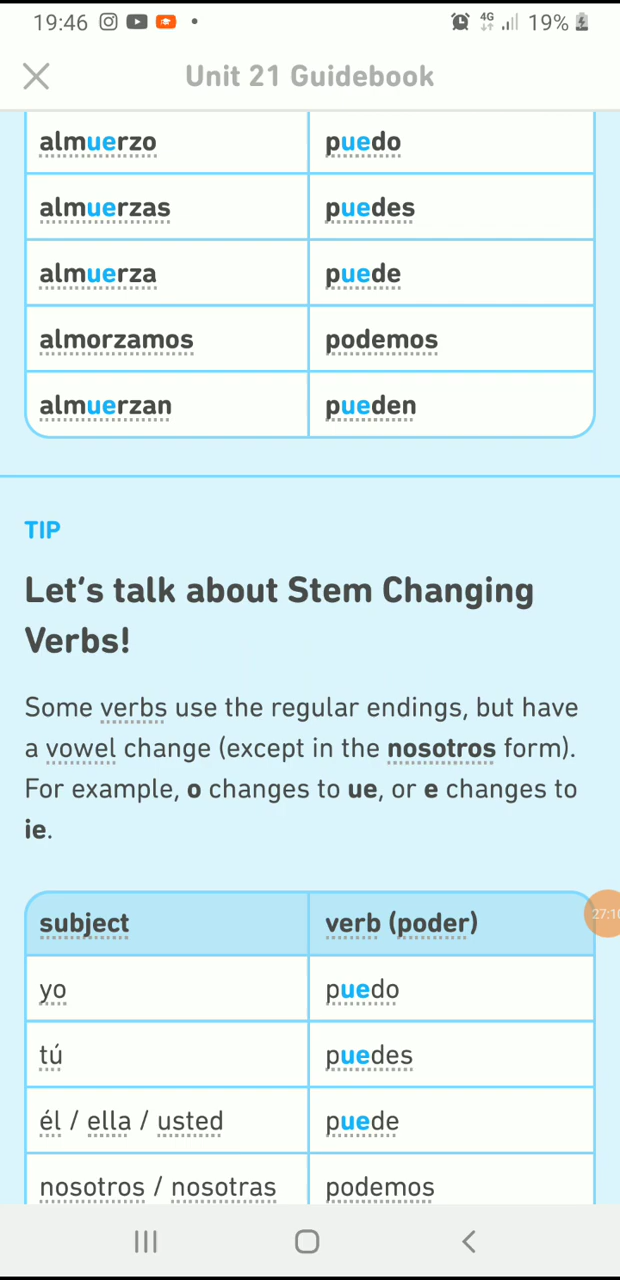 19:46 4G 19%
Unit 21 Guidebook
almuerzo puedo
almuerzas puedes
almuerza puede
almorzamos podemos
almuerzan pueden
TIP
Let's talk about Stem Changing
Verbs!
Some verbs use the regular endings, but have
a vowel change (except in the nosotros form).
For example, o changes to ue, or e changes to
ie.
subject verb (poder)
27:10
yo puedo
tú puedes
él / ella / usted puede
nosotros / nosotras podemos